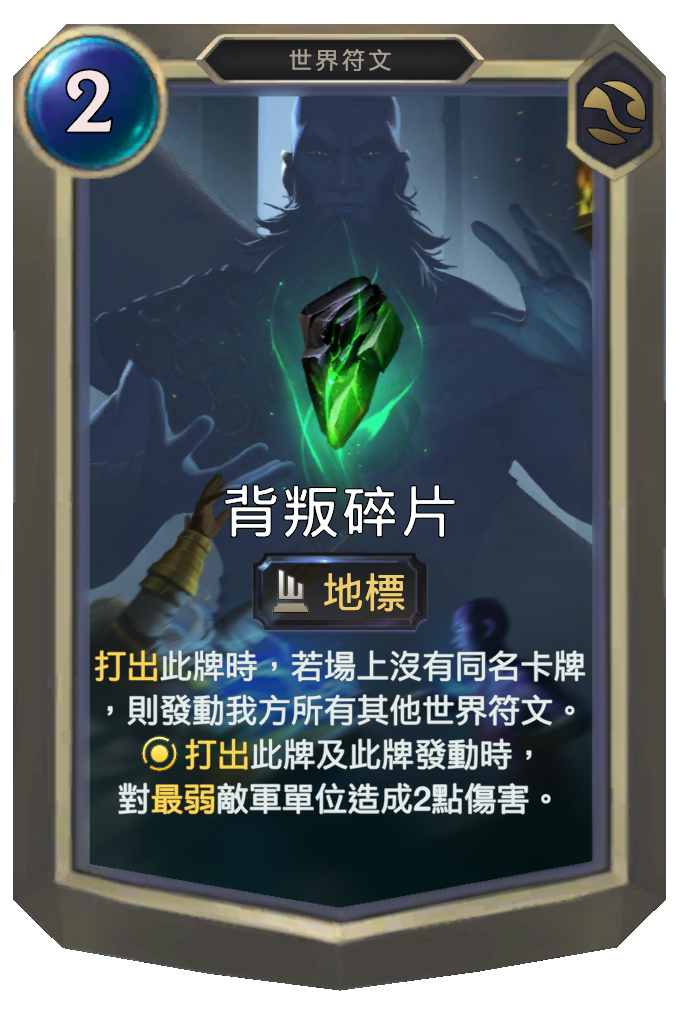 世界符文
2
背叛碎片
地標
打出此牌時,若場上沒有同名卡牌
,則發動我方所有其他世界符文。
打出此牌及此牌發動時,
對最弱敵軍單位造成2點傷害。